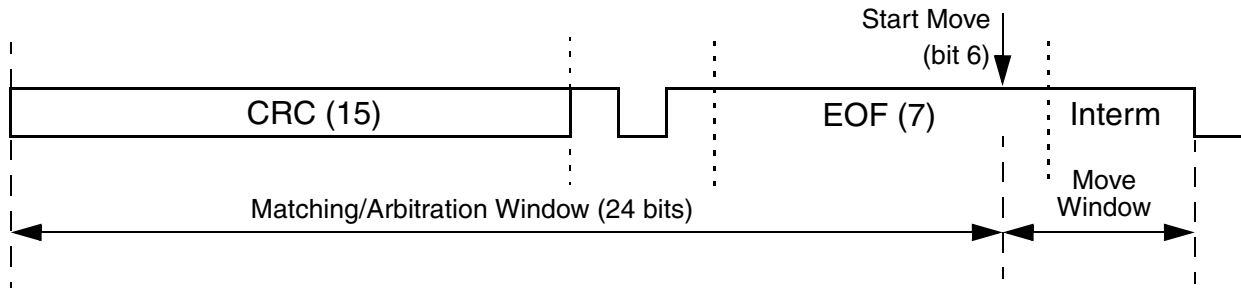 Start Move
(bit 6)
CRC (15)
EOF (7)
Interm
Matching/Arbitration Window (24 bits)
Move
Window